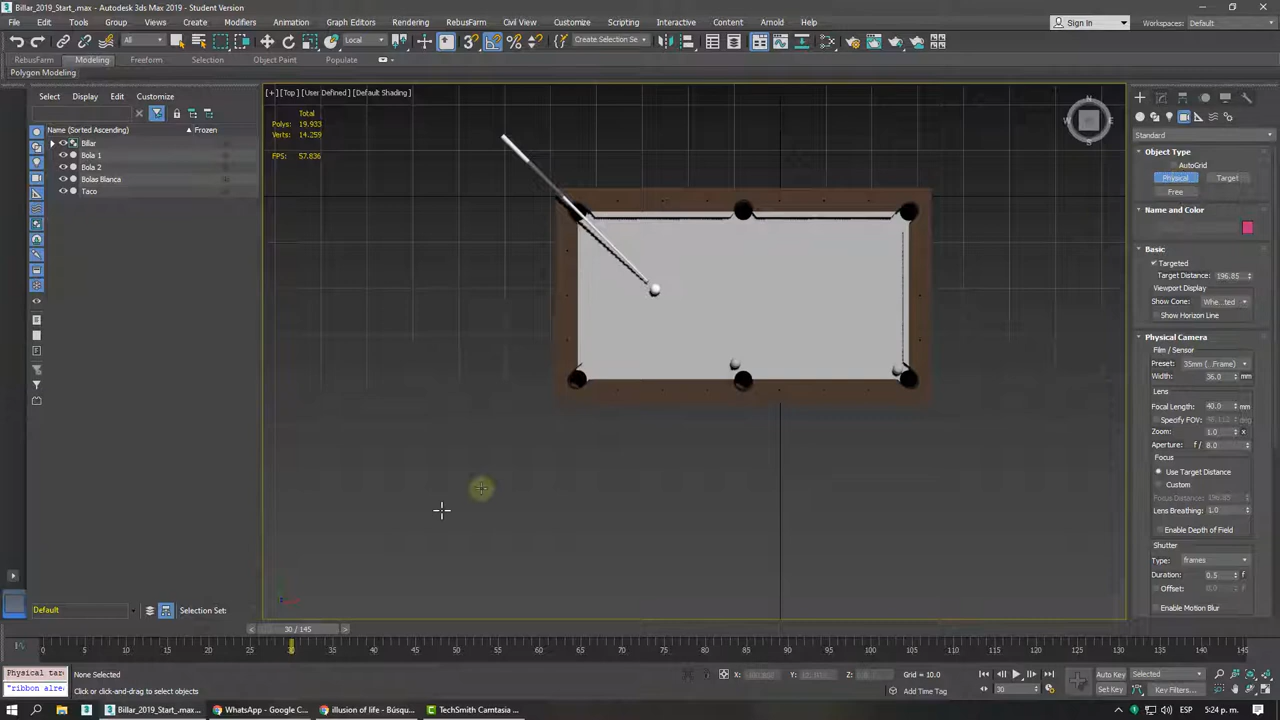 Billar_2019_Start_.max - Autodesk 3ds Max 2019 - Student Version
File Edit Tools Group Views Create Modifiers Animation Graph Editors Rendering RebusFarm Civil View Customize Scripting Interactive Content Arnold Help
Sign In Workspaces: Default
All Local Create Selection Se
RebusFarm Modeling Freeform Selection Object Paint Populate
Polygon Modeling
Select Display Edit Customize
[+] [Top] [User Defined] [Default Shading]
Total
Polys: 19.933
Verts: 14.259
FPS: 57.836
Name (Sorted Ascending) ▲ Frozen
Billar
Bola 1
Bola 2
Bolas Blanca
Taco
N
W E
S
Standard
Object Type
AutoGrid
Physical Target
Free
Name and Color
Basic
Targeted
Target Distance: 196.85
Viewport Display
Show Cone: Whe...ted
Show Horizon Line
Physical Camera
Film / Sensor
Preset: 35mm (...Frame)
Width: 36.0 mm
Lens
Focal Length: 40.0 mm
Specify FOV: deg
Zoom: 1.0 x
Aperture: f / 8.0
Focus
Use Target Distance
Custom
Focus Distance: 196.85
Lens Breathing: 1.0
Enable Depth of Field
Shutter
Type: frames
Duration: 0.5 f
Offset: 0.0 f
Enable Motion Blur
Default Selection Set:
< 30 / 145 >
0 5 10 15 20 25 30 35 40 45 50 55 60 65 70 75 80 85 90 95 100 105 110 115 120 125 130 135 140 145
Physical tar
"ribbon alre
None Selected
Click or click-and-drag to select objects
X: Y: Z: Grid = 10.0
Add Time Tag
Auto Key Selected
30 Set Key Key Filters...
Billar_2019_Start_.max... WhatsApp - Google C... illusion of life - Búsqu... TechSmith Camtasia ESP 5:24 p. m.